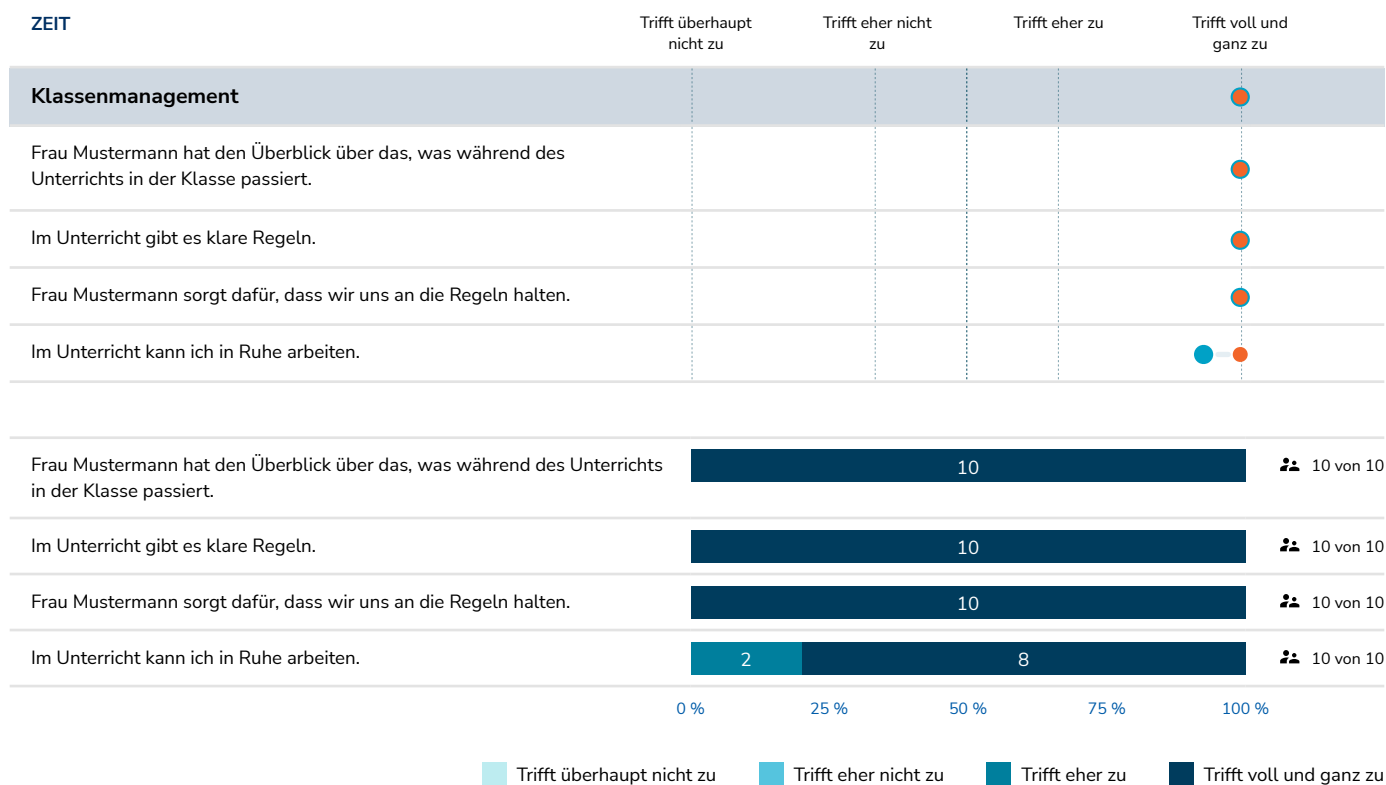 ZEIT
Trifft überhaupt
nicht zu
Trifft eher nicht
zu
Trifft eher zu
Trifft voll und
ganz zu
Klassenmanagement
Frau Mustermann hat den Überblick über das, was während des
Unterrichts in der Klasse passiert.
Im Unterricht gibt es klare Regeln.
Frau Mustermann sorgt dafür, dass wir uns an die Regeln halten.
Im Unterricht kann ich in Ruhe arbeiten.
Frau Mustermann hat den Überblick über das, was während des Unterrichts
in der Klasse passiert.
10
10 von 10
Im Unterricht gibt es klare Regeln.
10
10 von 10
Frau Mustermann sorgt dafür, dass wir uns an die Regeln halten.
10
10 von 10
Im Unterricht kann ich in Ruhe arbeiten.
2
8
10 von 10
0 %
25 %
50 %
75 %
100 %
Trifft überhaupt nicht zu
Trifft eher nicht zu
Trifft eher zu
Trifft voll und ganz zu